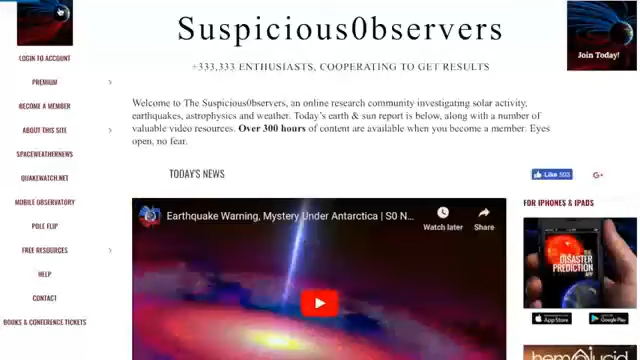 Suspicious0bservers
+333,333 ENTHUSIASTS, COOPERATING TO GET RESULTS
Join Today!
LOGIN TO ACCOUNT
PREMIUM
BECOME A MEMBER
ABOUT THIS SITE
SPACEWEATHERNEWS
QUAKEWATCH.NET
MOBILE OBSERVATORY
POLE FLIP
FREE RESOURCES
HELP
CONTACT
BOOKS & CONFERENCE TICKETS
Welcome to The Suspicious0bservers, an online research community investigating solar activity,
earthquakes, astrophysics and weather. Today's earth & sun report is below, along with a number of
valuable video resources. Over 300 hours of content are available when you become a member. Eyes
open, no fear.
TODAY'S NEWS
Like 503
G+
Earthquake Warning, Mystery Under Antarctica | S0 N...
Watch later
Share
FOR IPHONES & IPADS
THE
DISASTER
PREDICTION
APP
App Store
Google Play